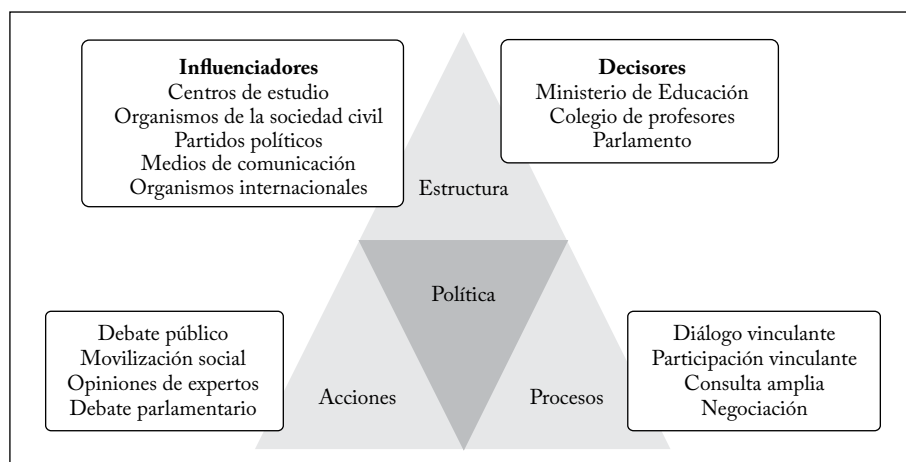 Influenciadores
Centros de estudio
Organismos de la sociedad civil
Partidos políticos
Medios de comunicación
Organismos internacionales
Decisores
Ministerio de Educación
Colegio de profesores
Parlamento
Estructura
Política
Debate público
Movilización social
Opiniones de expertos
Debate parlamentario
Acciones
Procesos
Diálogo vinculante
Participación vinculante
Consulta amplia
Negociación